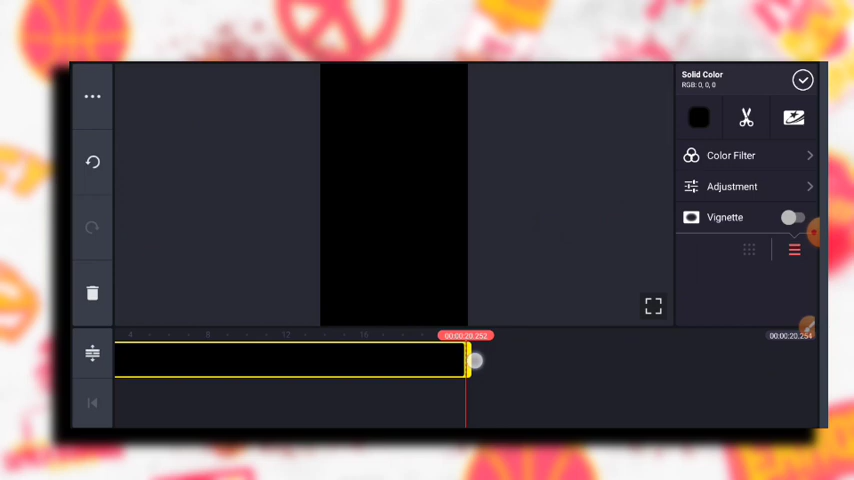 Solid Color
RGB: 0, 0, 0
Color Filter
Adjustment
Vignette
4
8
12
16
00:00:20.252
00:00:20.254